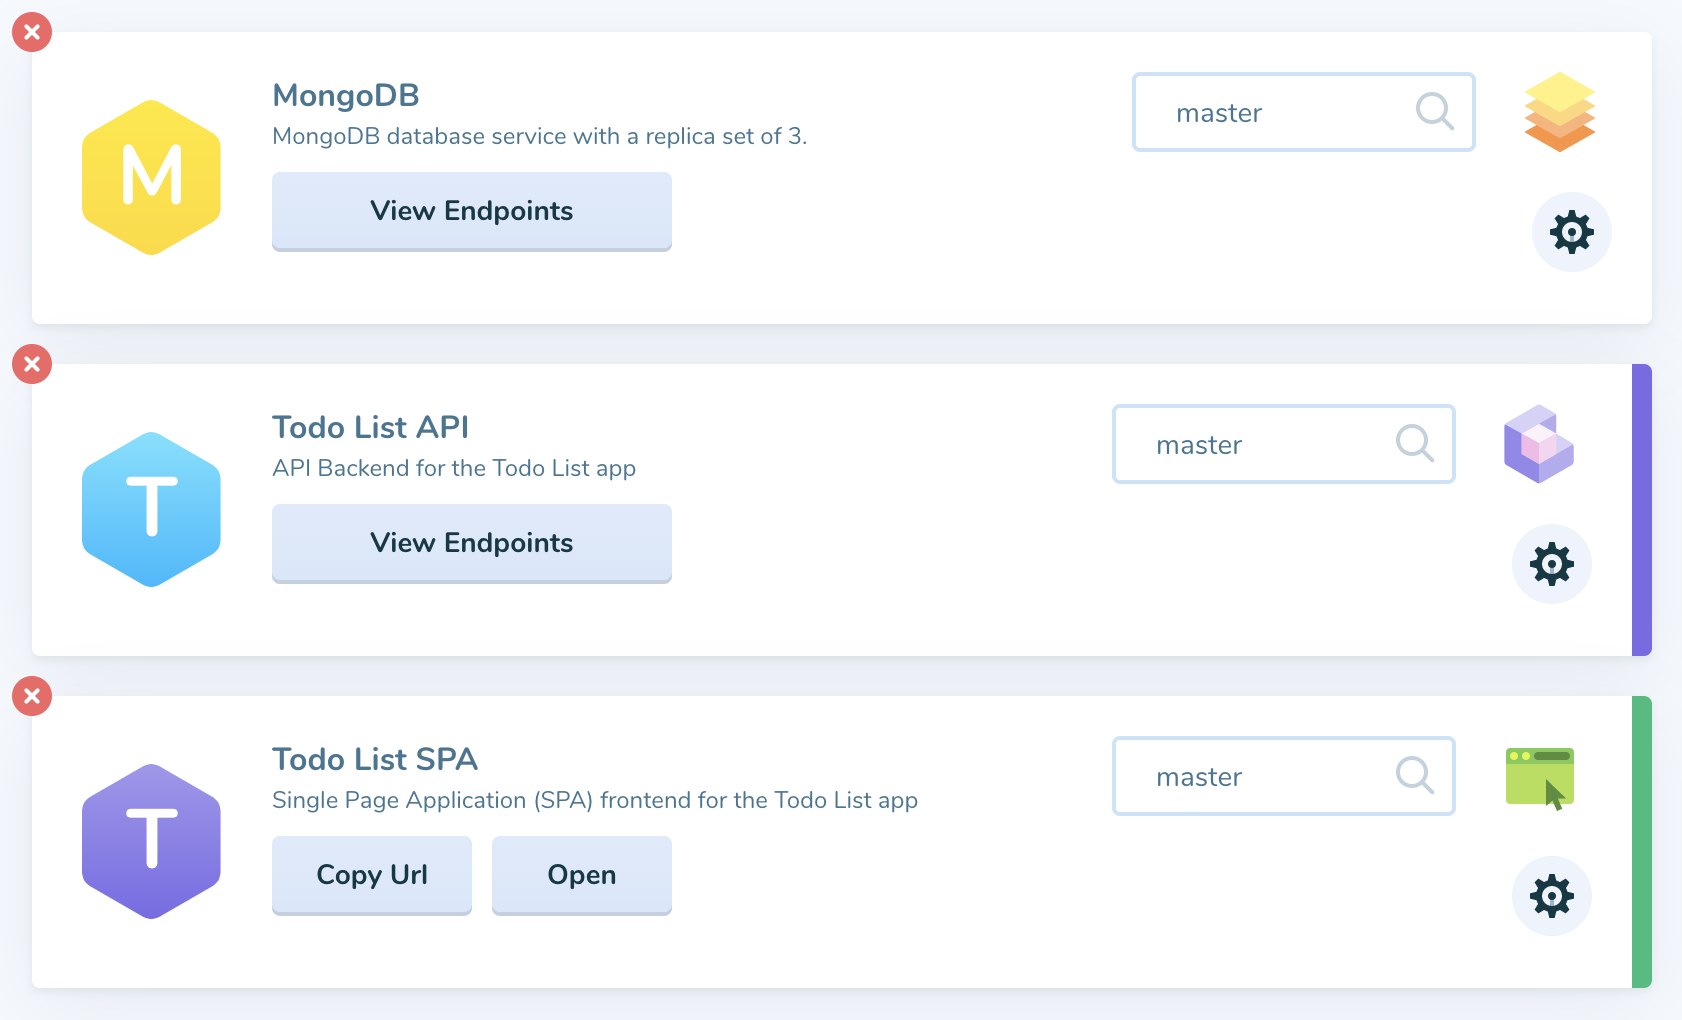 M
MongoDB
MongoDB database service with a replica set of 3.
View Endpoints
master
T
Todo List API
API Backend for the Todo List app
View Endpoints
master
T
Todo List SPA
Single Page Application (SPA) frontend for the Todo List app
Copy Url
Open
master